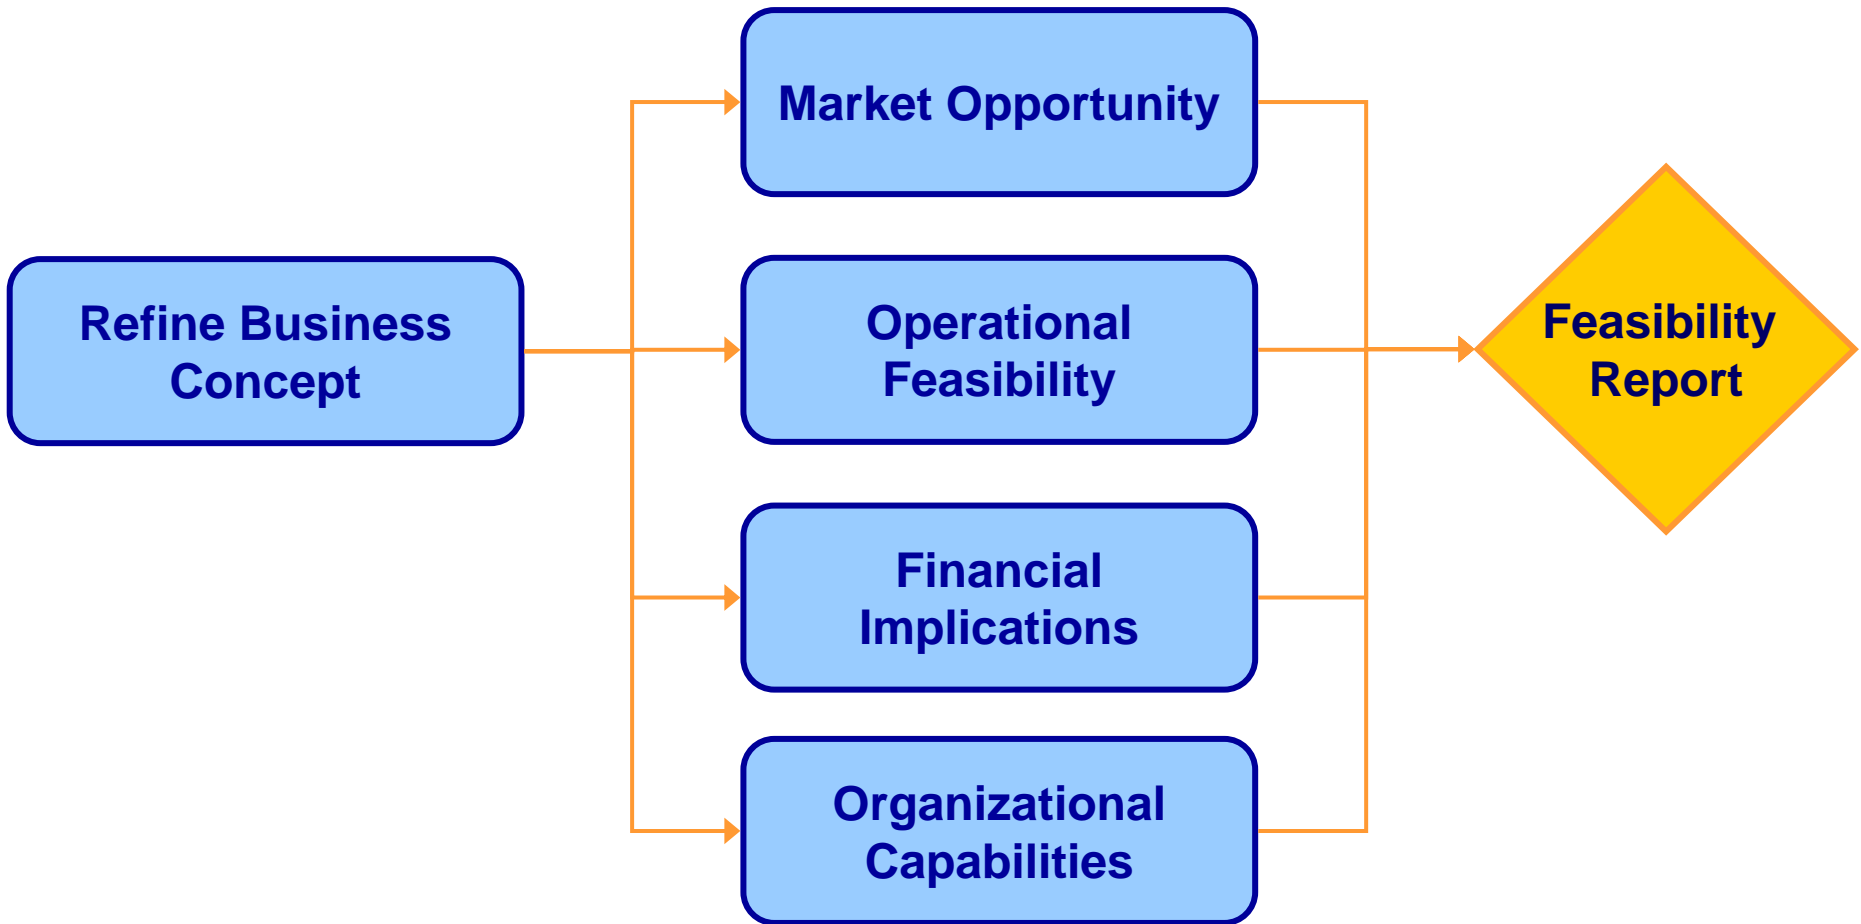 Market Opportunity
Refine Business
Concept
Operational
Feasibility
Feasibility
Report
Financial
Implications
Organizational
Capabilities